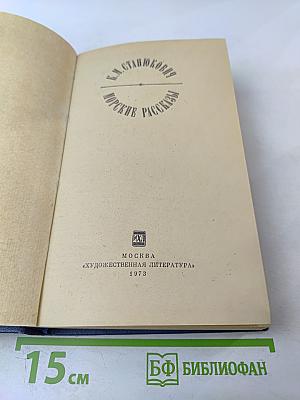 К.М.СТАНЮКОВИЧ
МОРСКИЕ РАССКАЗЫ
МОСКВА
«ХУДОЖЕСТВЕННАЯ ЛИТЕРАТУРА»
1973
15 см
БФ БИБЛИОФАН